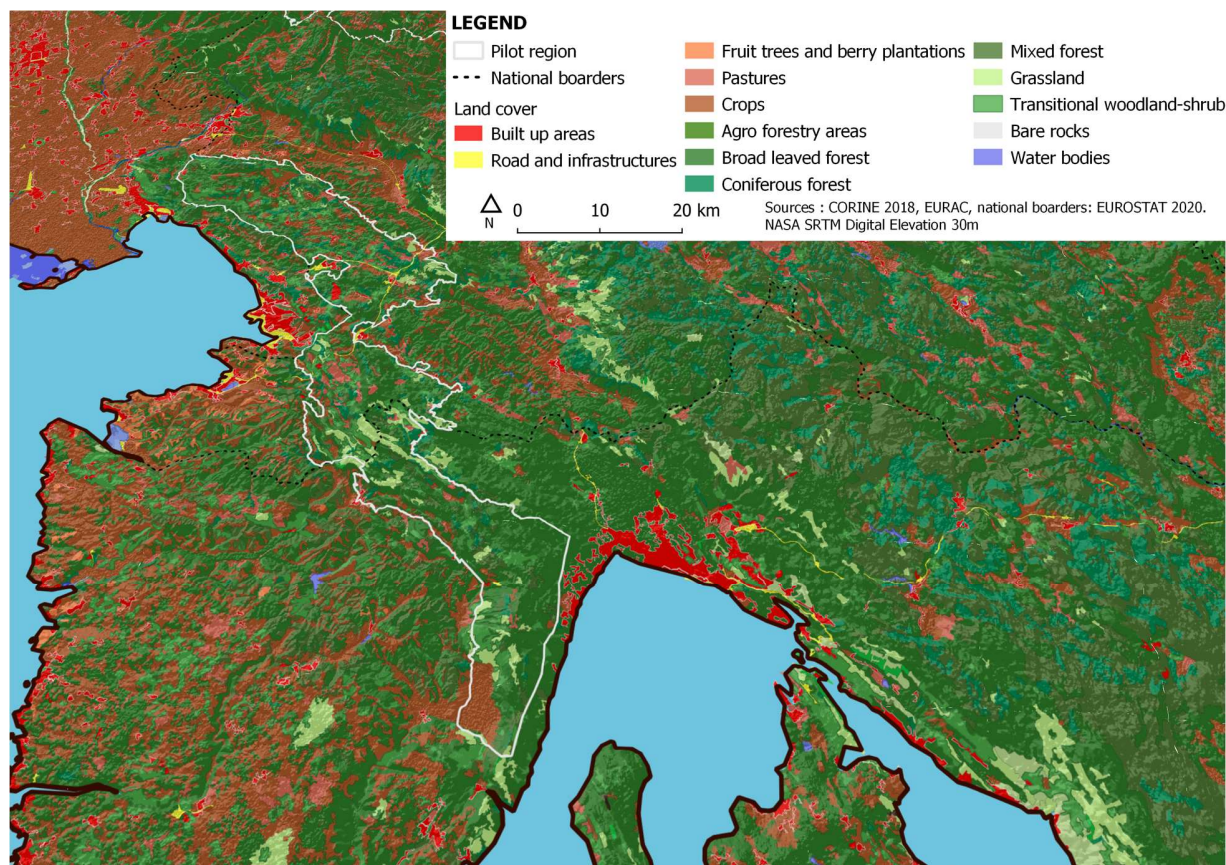 LEGEND
Pilot region
National boarders
Land cover
Built up areas
Road and infrastructures
Fruit trees and berry plantations
Pastures
Crops
Agro forestry areas
Broad leaved forest
Coniferous forest
Mixed forest
Grassland
Transitional woodland-shrub
Bare rocks
Water bodies
N
0 10 20 km
Sources : CORINE 2018, EURAC, national boarders: EUROSTAT 2020.
NASA SRTM Digital Elevation 30m